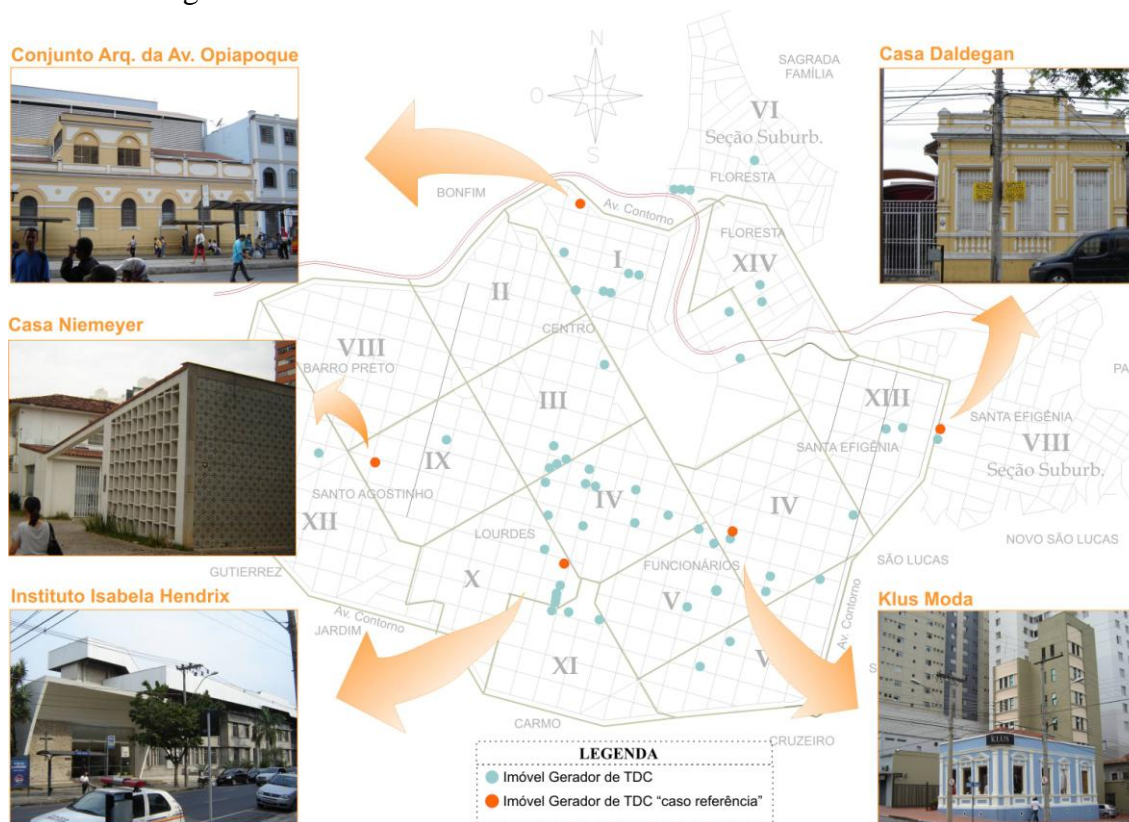 Conjunto Arq. da Av. Opiapoque
Casa Daldegan
N
O
S
SAGRADA
FAMÍLIA
VI
Seção Suburb.
FLORESTA
BONFIM
Av. Contorno
FLORESTA
I
XIV
II
CENTRO
Casa Niemeyer
VIII
BARRO PRETO
III
XIII
PA
SANTA EFIGÊNIA
SANTA EFIGÊNIA
VIII
Seção Suburb.
IX
SANTO AGOSTINHO
XII
IV
IV
LOURDES
NOVO SÃO LUCAS
SÃO LUCAS
FUNCIONÁRIOS
GUTIERREZ
X
V
Instituto Isabela Hendrix
Klus Moda
Av. Contorno
Av. Contorno
JARDIM
XI
V
S
CARMO
CRUZEIRO
KLUS
LEGENDA
Imóvel Gerador de TDC
Imóvel Gerador de TDC “caso referência”